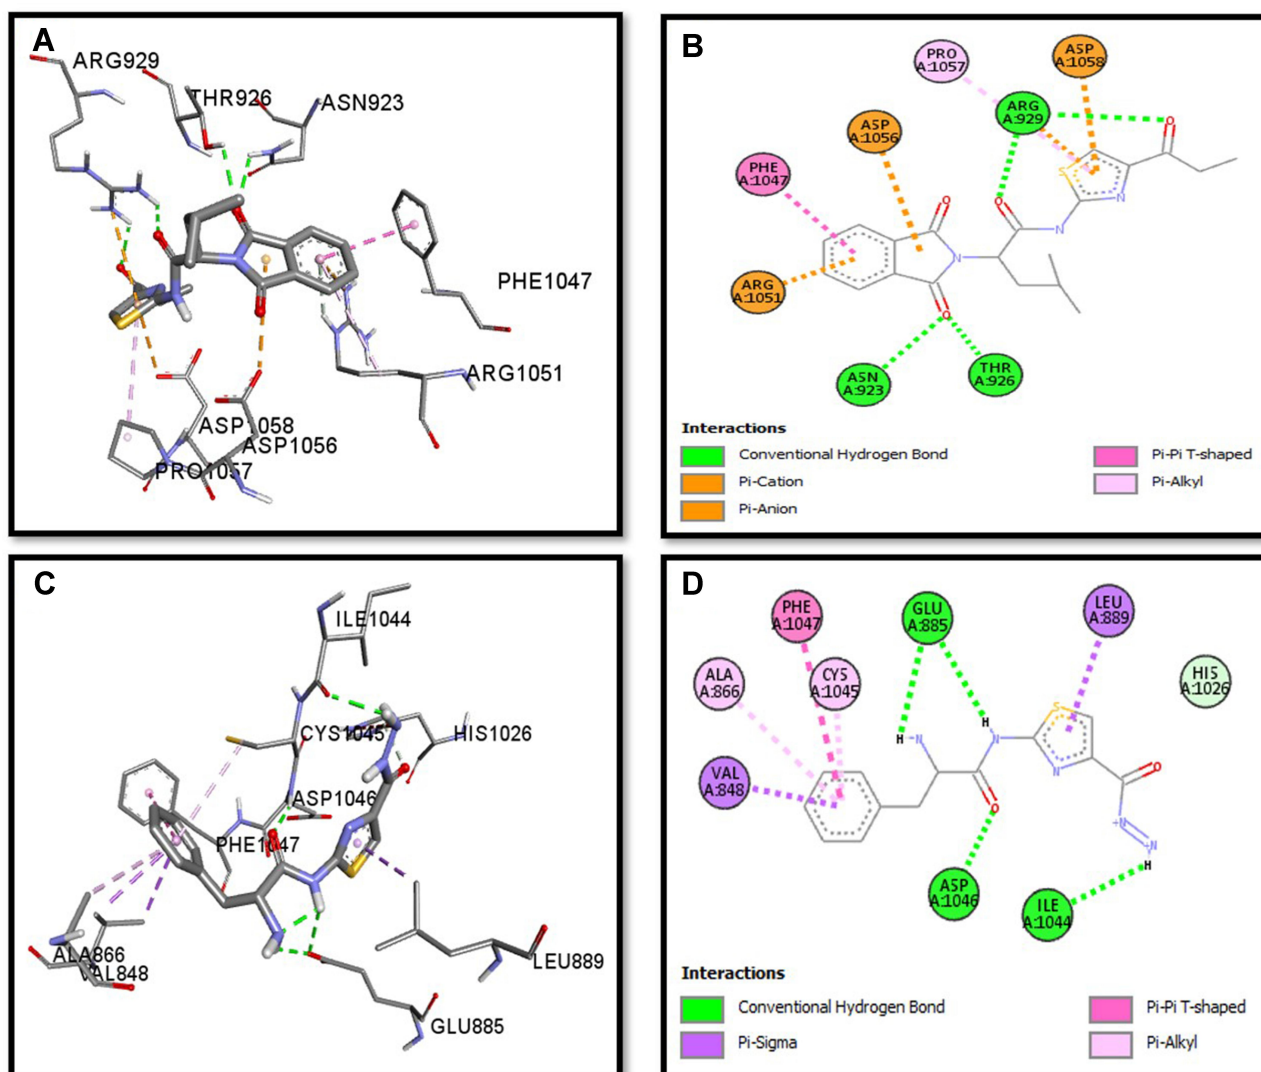 A
ARG929
THR926
ASN923
PHE1047
ARG1051
ASP1058
ASP1056
PRO1057
B
PRO
A:1057
ASP
A:1058
ARG
A:929
ASP
A:1056
PHE
A:1047
ARG
A:1051
ASN
A:923
THR
A:926
O
O
S
N
O
N
N
O
O
Interactions
Conventional Hydrogen Bond
Pi-Cation
Pi-Anion
Pi-Pi T-shaped
Pi-Alkyl
C
ILE1044
CYS1045
HIS1026
ASP1046
PHE1047
ALA866
VAL848
LEU889
GLU885
D
PHE
A:1047
GLU
A:885
LEU
A:889
ALA
A:866
CYS
A:1045
HIS
A:1026
VAL
A:848
H
H N
N
S
N
O
O
+N
N
H
ASP
A:1046
ILE
A:1044
Interactions
Conventional Hydrogen Bond
Pi-Sigma
Pi-Pi T-shaped
Pi-Alkyl